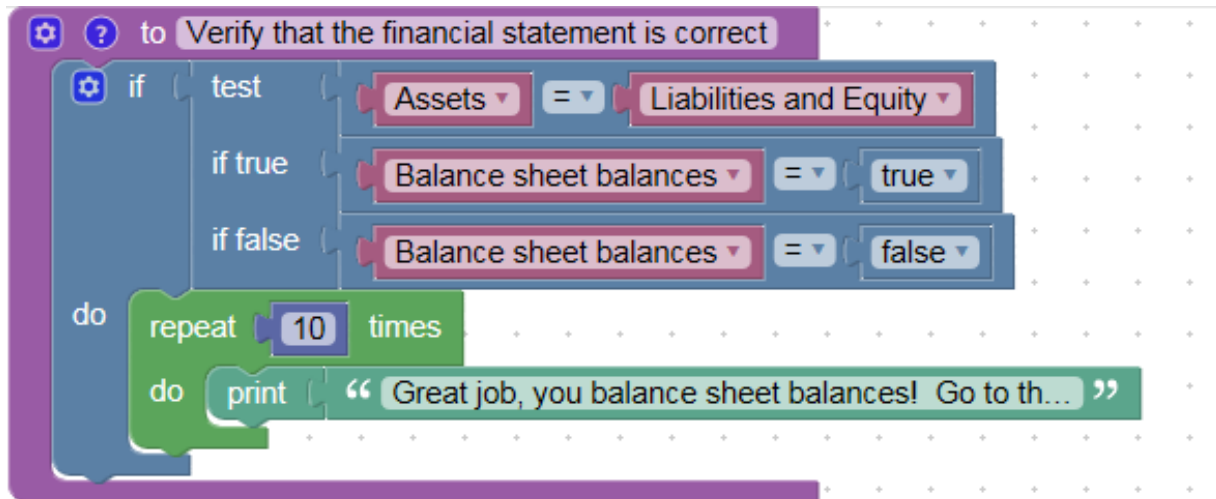 ? to Verify that the financial statement is correct
if test Assets = Liabilities and Equity
if true Balance sheet balances = true
if false Balance sheet balances = false
do repeat 10 times
do print “ Great job, you balance sheet balances! Go to th... ”